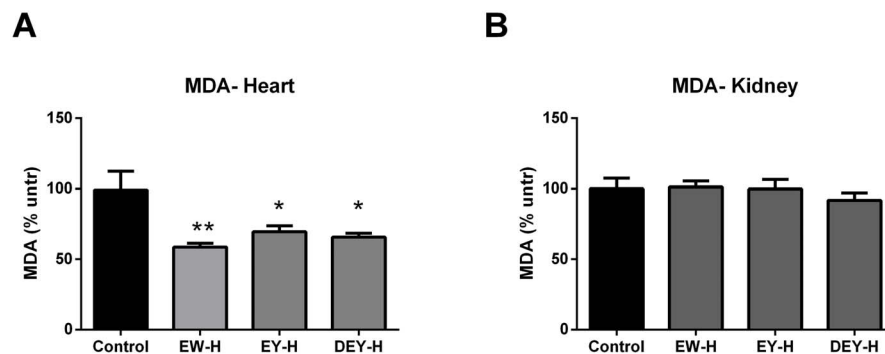 A
MDA- Heart
MDA (% untr)
150
100
50
0
**
*
*
Control EW-H EY-H DEY-H
B
MDA- Kidney
MDA (% untr)
150
100
50
0
Control EW-H EY-H DEY-H